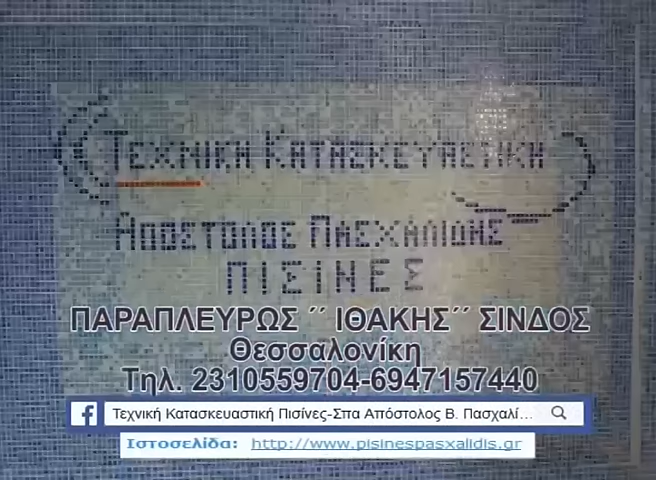 ΤΕΧΝΙΚΗ ΚΑΤΑΣΚΕΥΑΣΤΙΚΗ
ΑΠΟΣΤΟΛΟΣ ΠΑΣΧΑΛΙΔΗΣ
ΠΙΣΙΝΕΣ
ΠΑΡΑΠΛΕΥΡΩΣ ΄΄ ΙΘΑΚΗΣ΄΄ ΣΙΝΔΟΣ
Θεσσαλονίκη
Τηλ. 2310559704-6947157440
f Τεχνική Κατασκευαστική Πισίνες-Σπα Απόστολος Β. Πασχαλί...
Ιστοσελίδα: http://www.pisinespasxalidis.gr